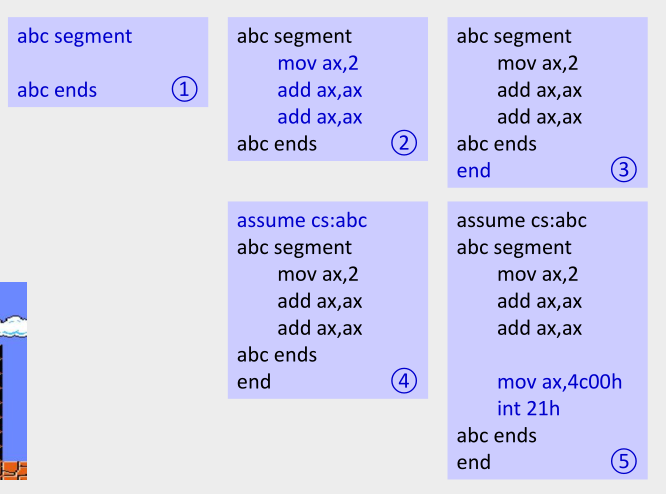 abc segment
abc ends ①
abc segment
mov ax,2
add ax,ax
add ax,ax
abc ends ②
abc segment
mov ax,2
add ax,ax
add ax,ax
abc ends
end ③
assume cs:abc
abc segment
mov ax,2
add ax,ax
add ax,ax
abc ends
end ④
assume cs:abc
abc segment
mov ax,2
add ax,ax
add ax,ax
mov ax,4c00h
int 21h
abc ends
end ⑤